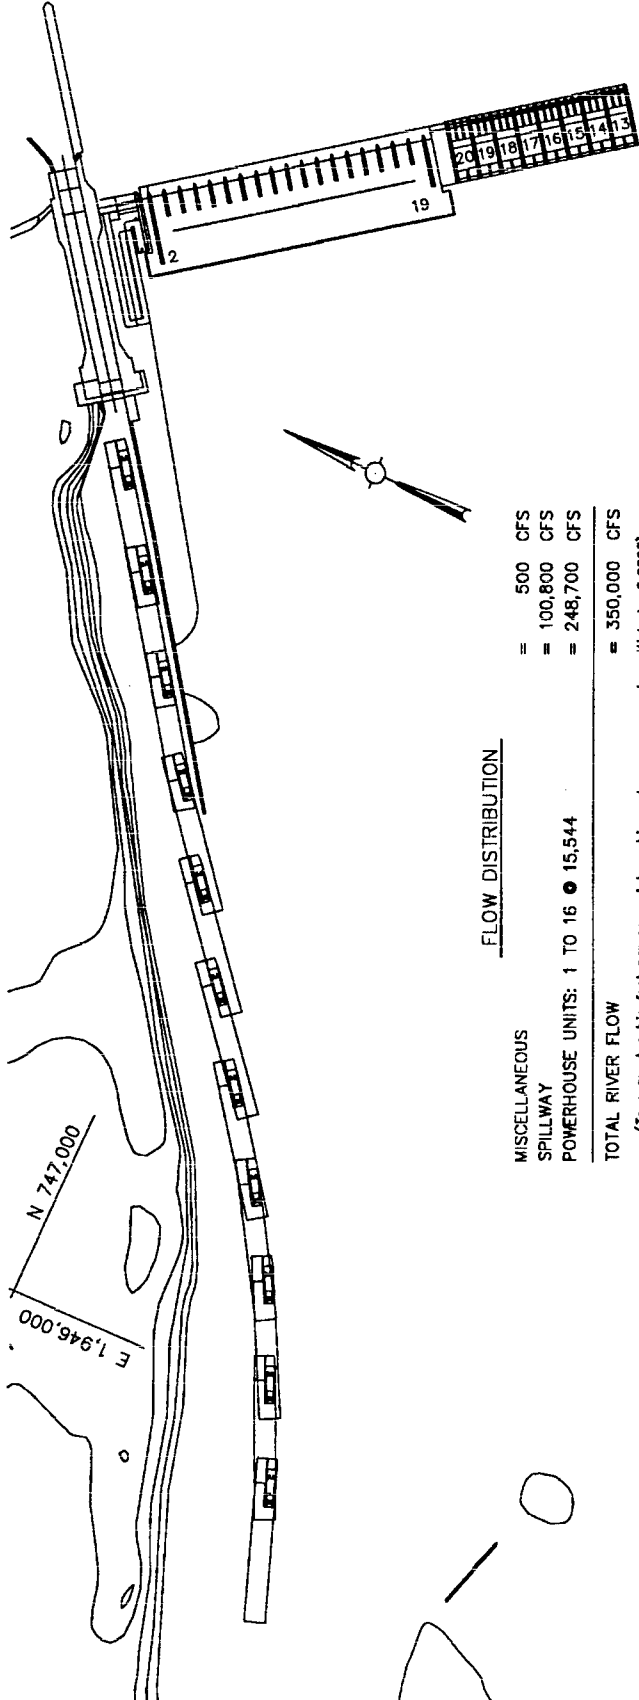 20 19 18 17 16 15 14 13
2
19
N 747,000
E 1,946,000
FLOW DISTRIBUTION
MISCELLANEOUS = 500 CFS
SPILLWAY = 100,800 CFS
POWERHOUSE UNITS: 1 TO 16 @ 15,544 = 248,700 CFS
TOTAL RIVER FLOW = 350,000 CFS